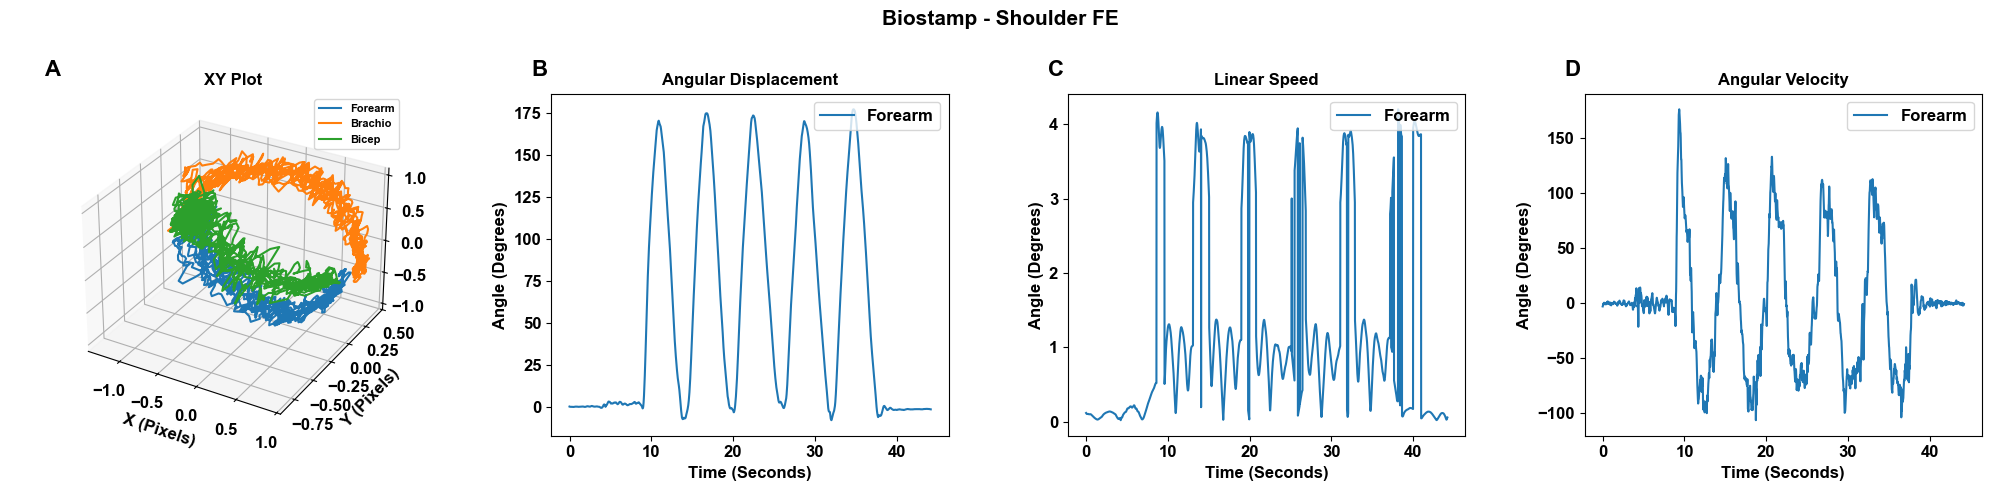 Biostamp - Shoulder FE
A
XY Plot
Forearm
Brachio
Bicep
1.0
0.5
0.0
−0.5
−1.0
0.50
0.25
0.00
−0.25
−0.50
−0.75
Y (Pixels)
−1.0
−0.5
0.0
0.5
1.0
X (Pixels)
B
Angular Displacement
Forearm
Angle (Degrees)
175
150
125
100
75
50
25
0
0 10 20 30 40
Time (Seconds)
C
Linear Speed
Forearm
Angle (Degrees)
4
3
2
1
0
0 10 20 30 40
Time (Seconds)
D
Angular Velocity
Forearm
Angle (Degrees)
150
100
50
0
−50
−100
0 10 20 30 40
Time (Seconds)